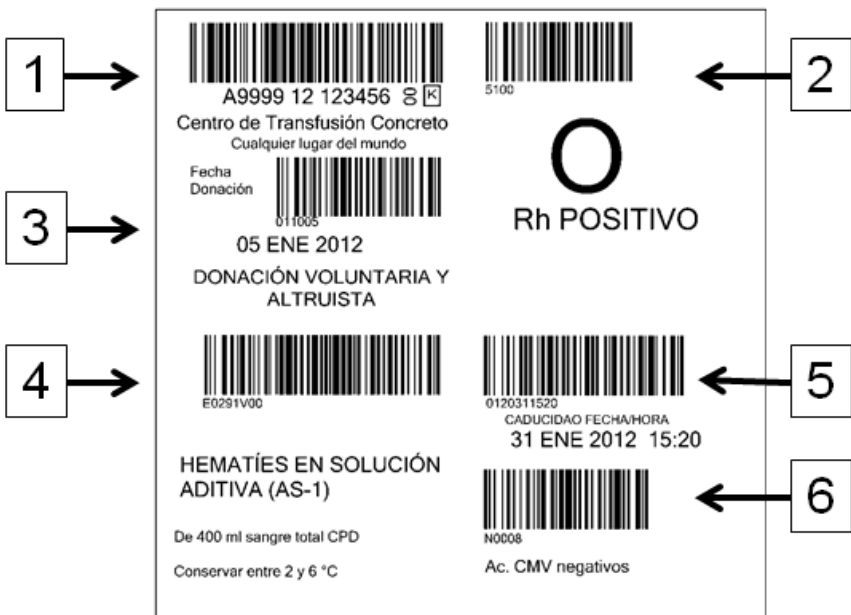 1
A9999 12 123456 00 K
Centro de Transfusión Concreto
Cualquier lugar del mundo
2
5100
O
Rh POSITIVO
3
Fecha
Donación
011005
05 ENE 2012
DONACIÓN VOLUNTARIA Y
ALTRUISTA
4
E0291V00
HEMATÍES EN SOLUCIÓN
ADITIVA (AS-1)
De 400 ml sangre total CPD
Conservar entre 2 y 6 °C
5
0120311520
CADUCIDAO FECHA/HORA
31 ENE 2012 15:20
6
N0008
Ac. CMV negativos